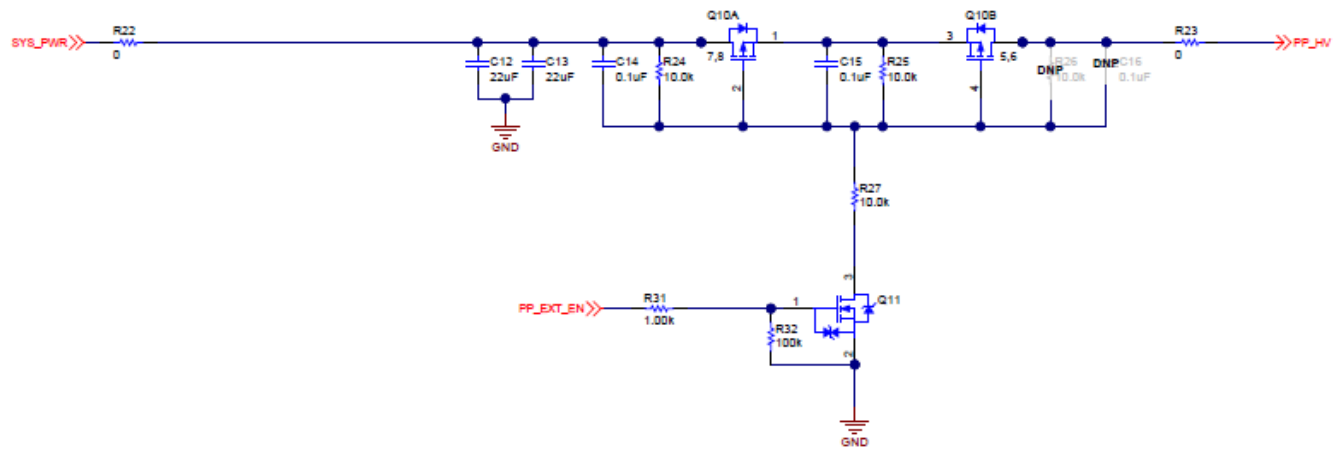 Q10A
Q10B
SYS_PWR
R22
0
C12
22uF
C13
22uF
C14
0.1uF
R24
10.0k
7,8
1
2
C15
0.1uF
R25
10.0k
3
5,6
4
DNP
R26
10.0k
DNP
C16
0.1uF
R23
0
PP_HV
GND
R27
10.0k
3
PP_EXT_EN
R31
1.00k
1
Q11
R32
100k
2
GND